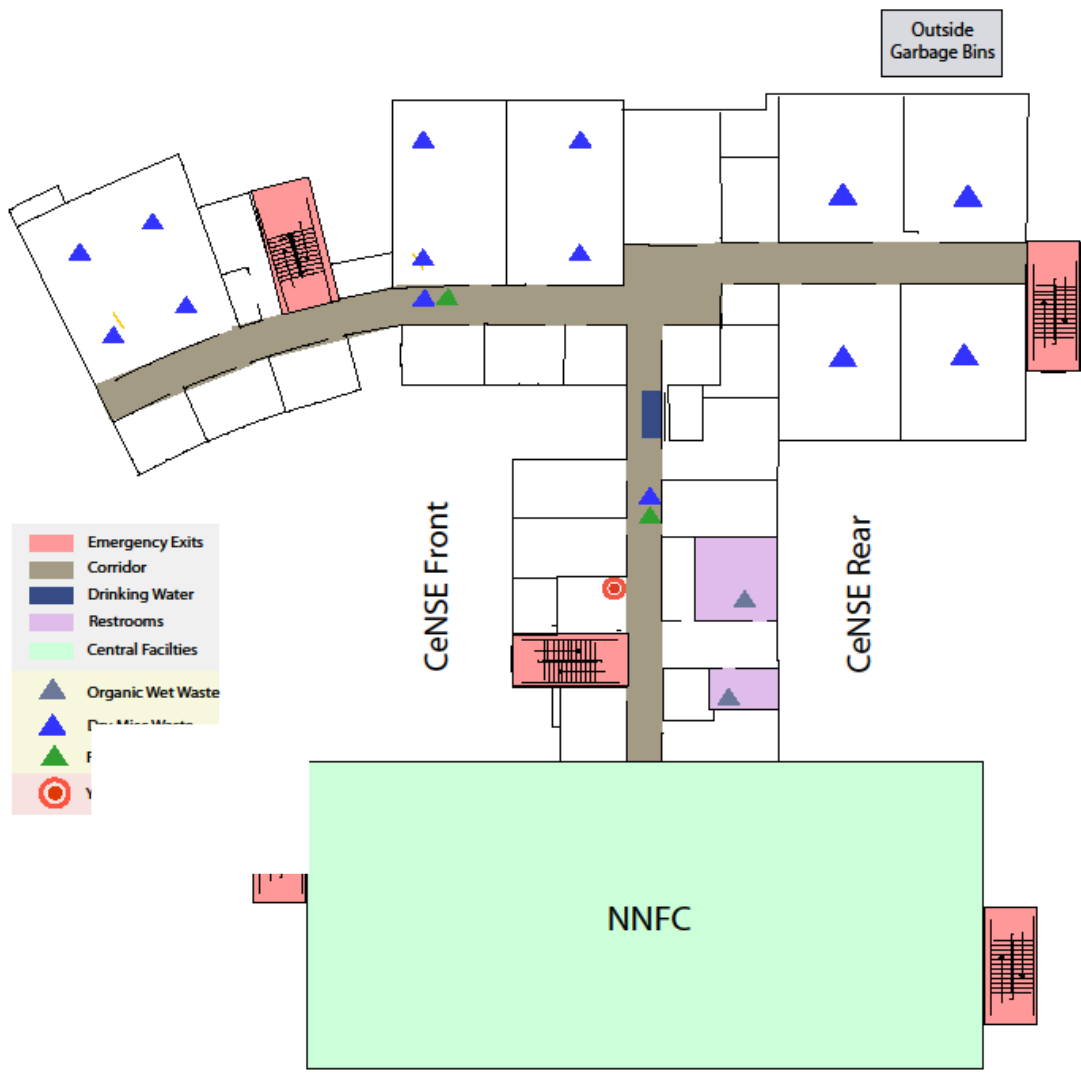 Outside
Garbage Bins
CeNSE Front
CeNSE Rear
Emergency Exits
Corridor
Drinking Water
Restrooms
Central Facilties
Organic Wet Waste
NNFC